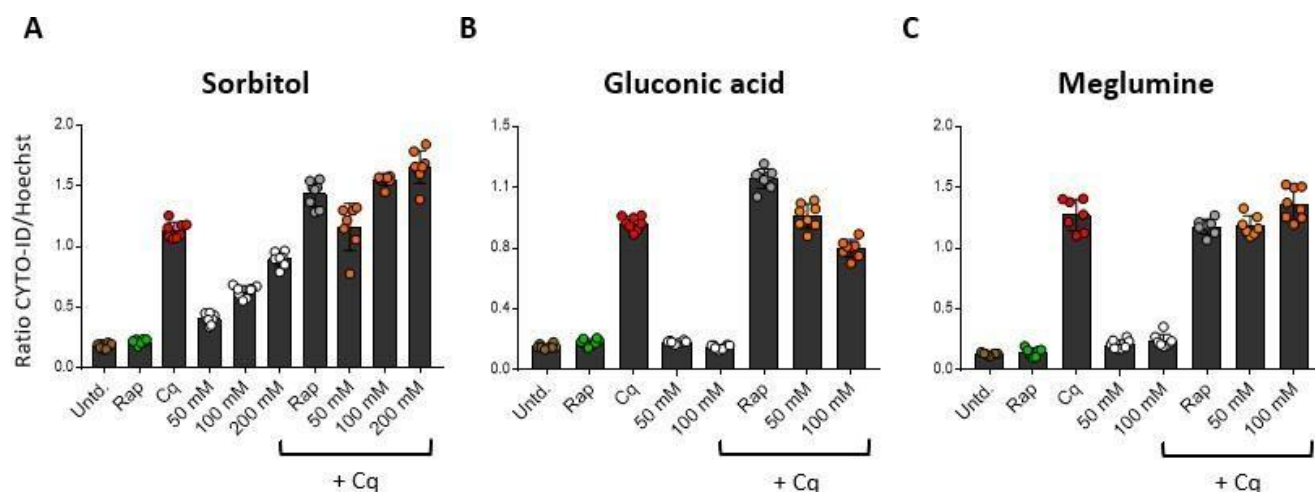 A
B
C
Sorbitol
Gluconic acid
Meglumine
Ratio CYTO-ID/Hoechst
2.0
1.5
1.0
0.5
0.0
Untd.
Rap
Cq
50 mM
100 mM
200 mM
Rap
50 mM
100 mM
200 mM
+ Cq
1.5
1.1
0.8
0.4
0.0
Untd.
Rap
Cq
50 mM
100 mM
Rap
50 mM
100 mM
+ Cq
2.0
1.5
1.0
0.5
0.0
Untd.
Rap
Cq
50 mM
100 mM
Rap
50 mM
100 mM
+ Cq